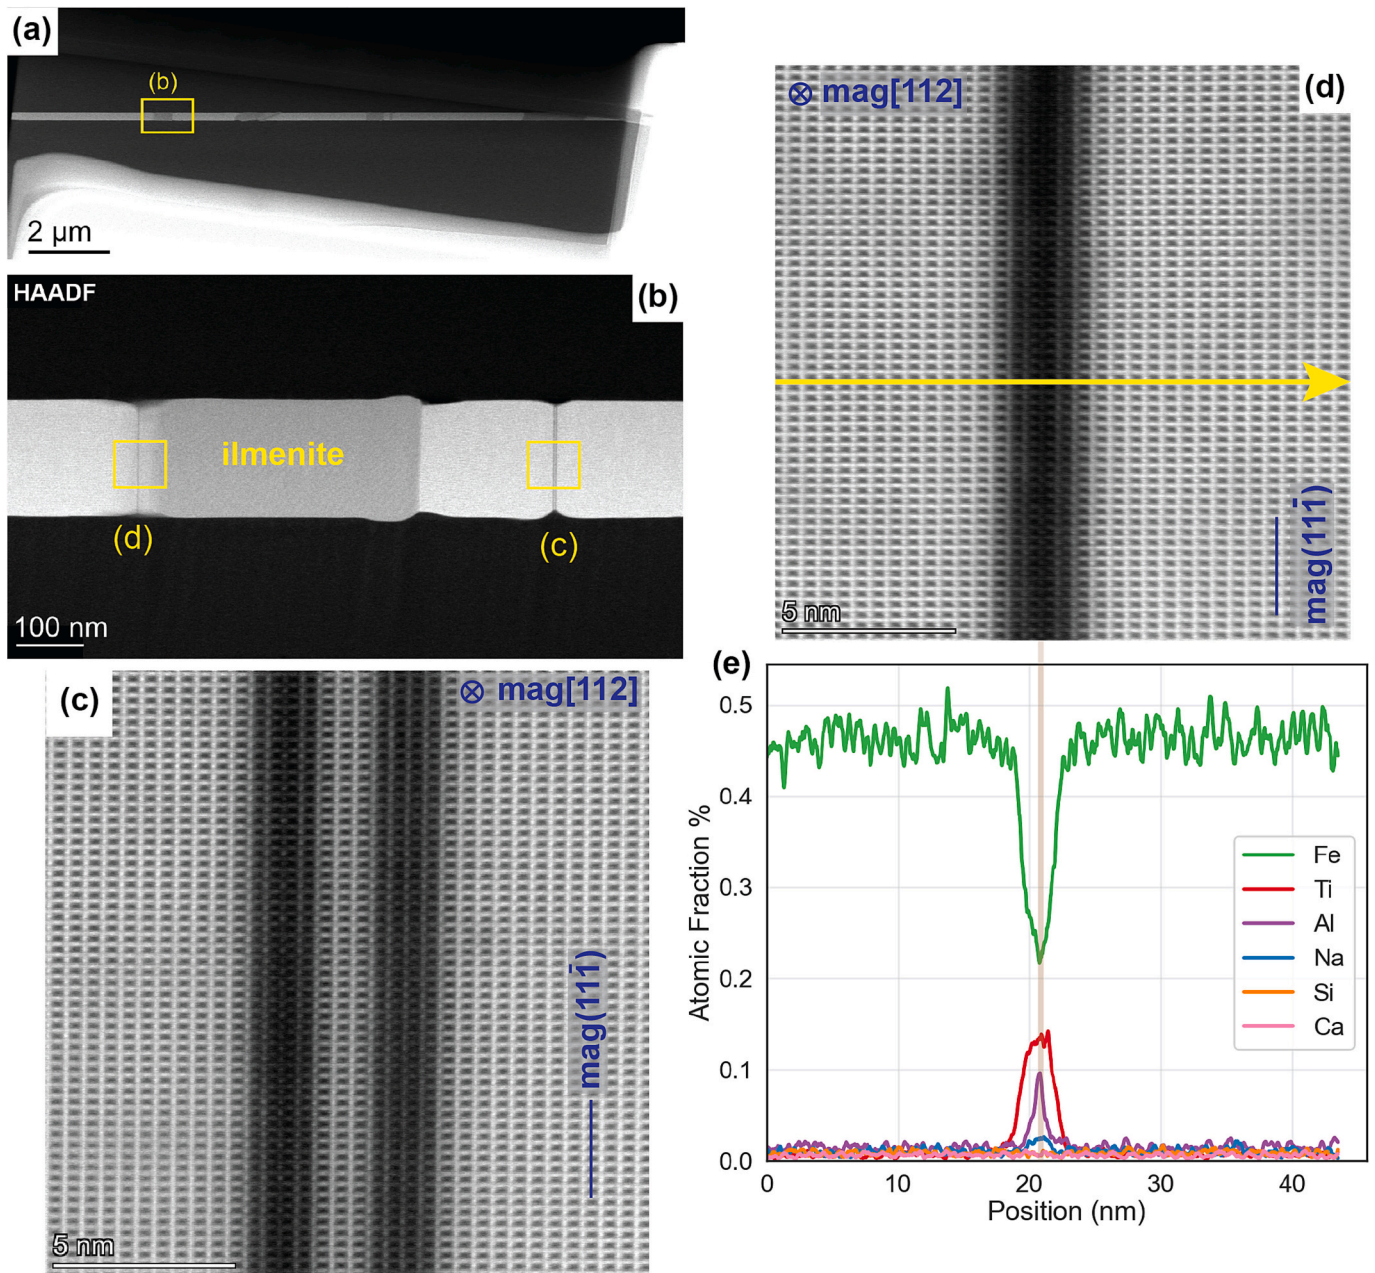 (a)
(b)
2 μm
HAADF
(b)
ilmenite
(d)
(c)
100 nm
(c)
⊗ mag[112]
mag(111̄)
5 nm
⊗ mag[112]
(d)
mag(111̄)
5 nm
(e)
0.5
0.4
0.3
0.2
0.1
0.0
Atomic Fraction %
Fe
Ti
Al
Na
Si
Ca
0 10 20 30 40
Position (nm)